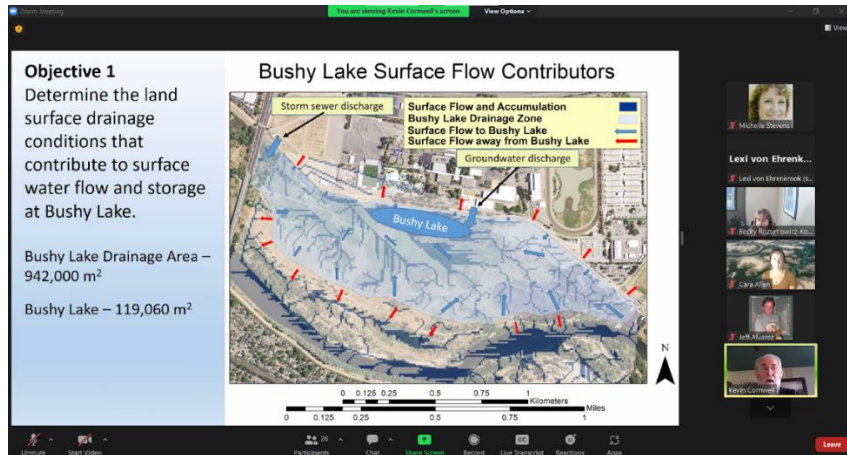 Zoom Meeting
You are viewing Kevin Cornwell's screen
View Options
View
Objective 1
Determine the land
surface drainage
conditions that
contribute to surface
water flow and storage
at Bushy Lake.
Bushy Lake Drainage Area –
942,000 m²
Bushy Lake – 119,060 m²
Bushy Lake Surface Flow Contributors
Storm sewer discharge
Surface Flow and Accumulation
Bushy Lake Drainage Zone
Surface Flow to Bushy Lake
Surface Flow away from Bushy Lake
Groundwater discharge
Bushy Lake
N
0 0.125 0.25 0.5 0.75 1
Kilometers
Miles
0 0.125 0.25 0.5 0.75 1
Michelle Stevens
Lexi von Ehrenk...
Lexi von Ehrenkrook (s...
Becky Rozumowicz-Ko...
Cara Allen
Jeff Alvarez
Kevin Cornwell
Unmute
Start Video
26
Participants
Chat
Share Screen
Record
CC
Live Transcript
Reactions
Apps
Leave